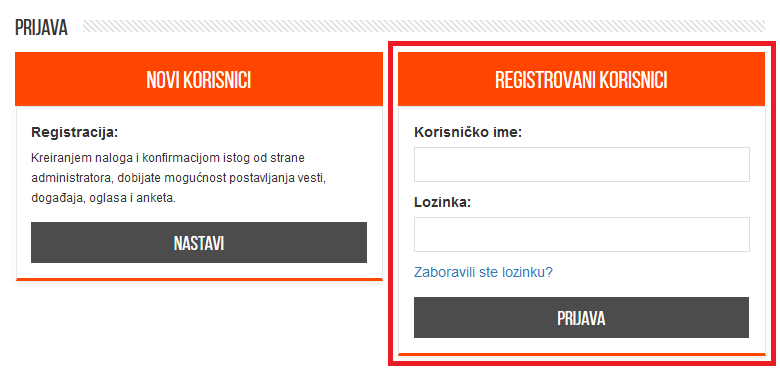 PRIJAVA
NOVI KORISNICI
Registracija:
Kreiranjem naloga i konfirmacijom istog od strane
administratora, dobijate mogućnost postavljanja vesti,
događaja, oglasa i anketa.
NASTAVI
REGISTROVANI KORISNICI
Korisničko ime:
Lozinka:
Zaboravili ste lozinku?
PRIJAVA